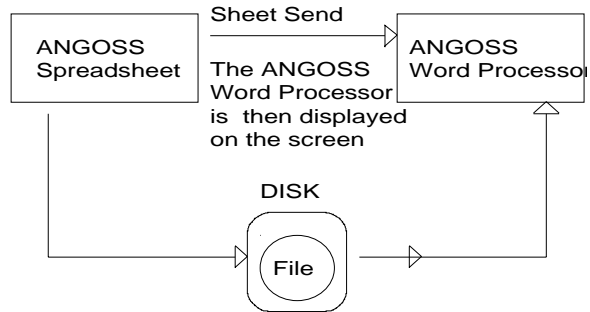 Sheet Send
ANGOSS
Spreadsheet
ANGOSS
Word Processor
The ANGOSS
Word Processor
is then displayed
on the screen
DISK
File